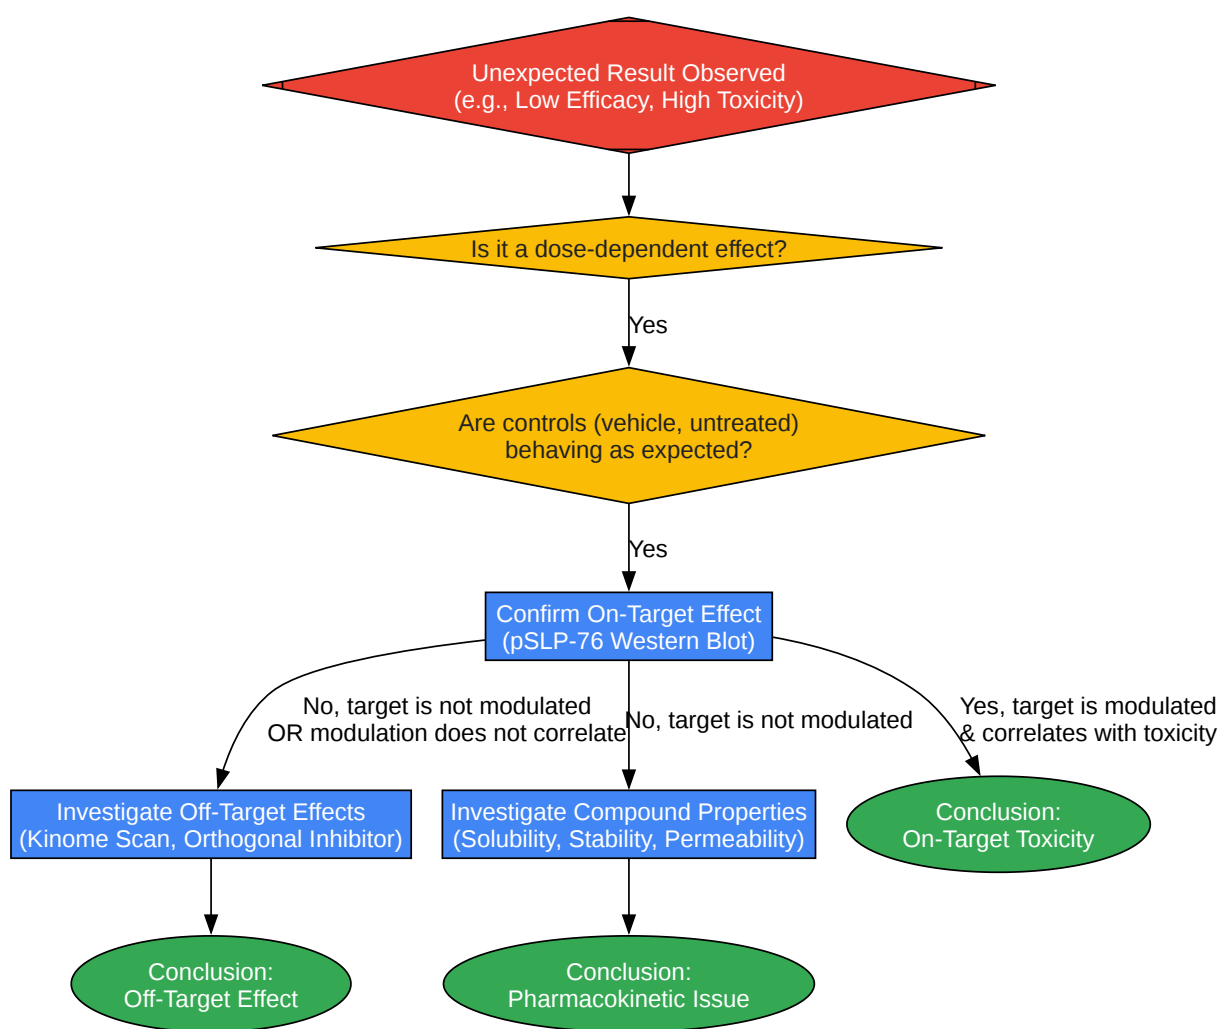 Unexpected Result Observed
(e.g., Low Efficacy, High Toxicity)
Is it a dose-dependent effect?
Yes
Are controls (vehicle, untreated)
behaving as expected?
Yes
Confirm On-Target Effect
(pSLP-76 Western Blot)
No, target is not modulated
OR modulation does not correlate
No, target is not modulated
Yes, target is modulated
& correlates with toxicity
Investigate Off-Target Effects
(Kinome Scan, Orthogonal Inhibitor)
Investigate Compound Properties
(Solubility, Stability, Permeability)
Conclusion:
On-Target Toxicity
Conclusion:
Off-Target Effect
Conclusion:
Pharmacokinetic Issue